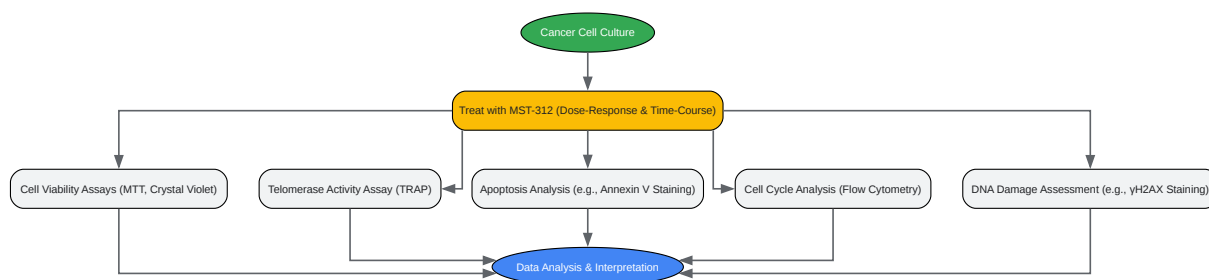 Cancer Cell Culture
Treat with MST-312 (Dose-Response & Time-Course)
Cell Viability Assays (MTT, Crystal Violet)
Telomerase Activity Assay (TRAP)
Apoptosis Analysis (e.g., Annexin V Staining)
Cell Cycle Analysis (Flow Cytometry)
DNA Damage Assessment (e.g., γH2AX Staining)
Data Analysis & Interpretation